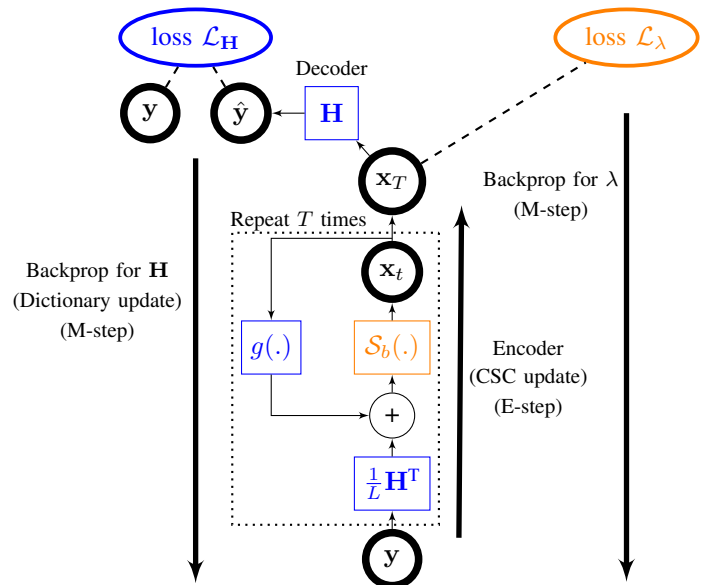 loss ℒ_𝐇
loss ℒ_λ
Decoder
𝐲
ŷ
𝐇
𝐱_T
Backprop for λ
(M-step)
Repeat T times
𝐱_t
Backprop for 𝐇
(Dictionary update)
(M-step)
g(.)
𝒮_b(.)
Encoder
(CSC update)
(E-step)
+
1/L 𝐇^T
𝐲